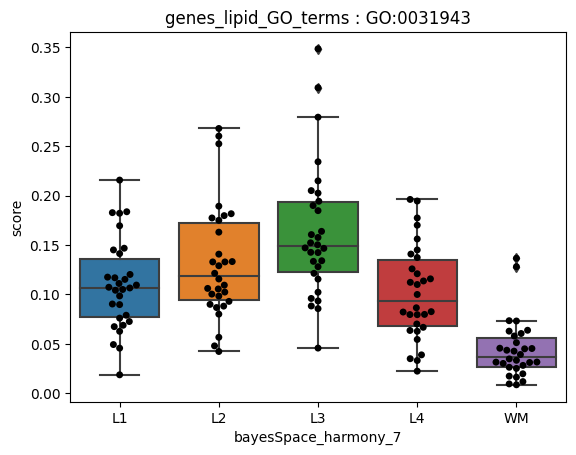 genes_lipid_GO_terms : GO:0031943
0.35
0.30
0.25
0.20
0.15
0.10
0.05
0.00
score
L1 L2 L3 L4 WM
bayesSpace_harmony_7